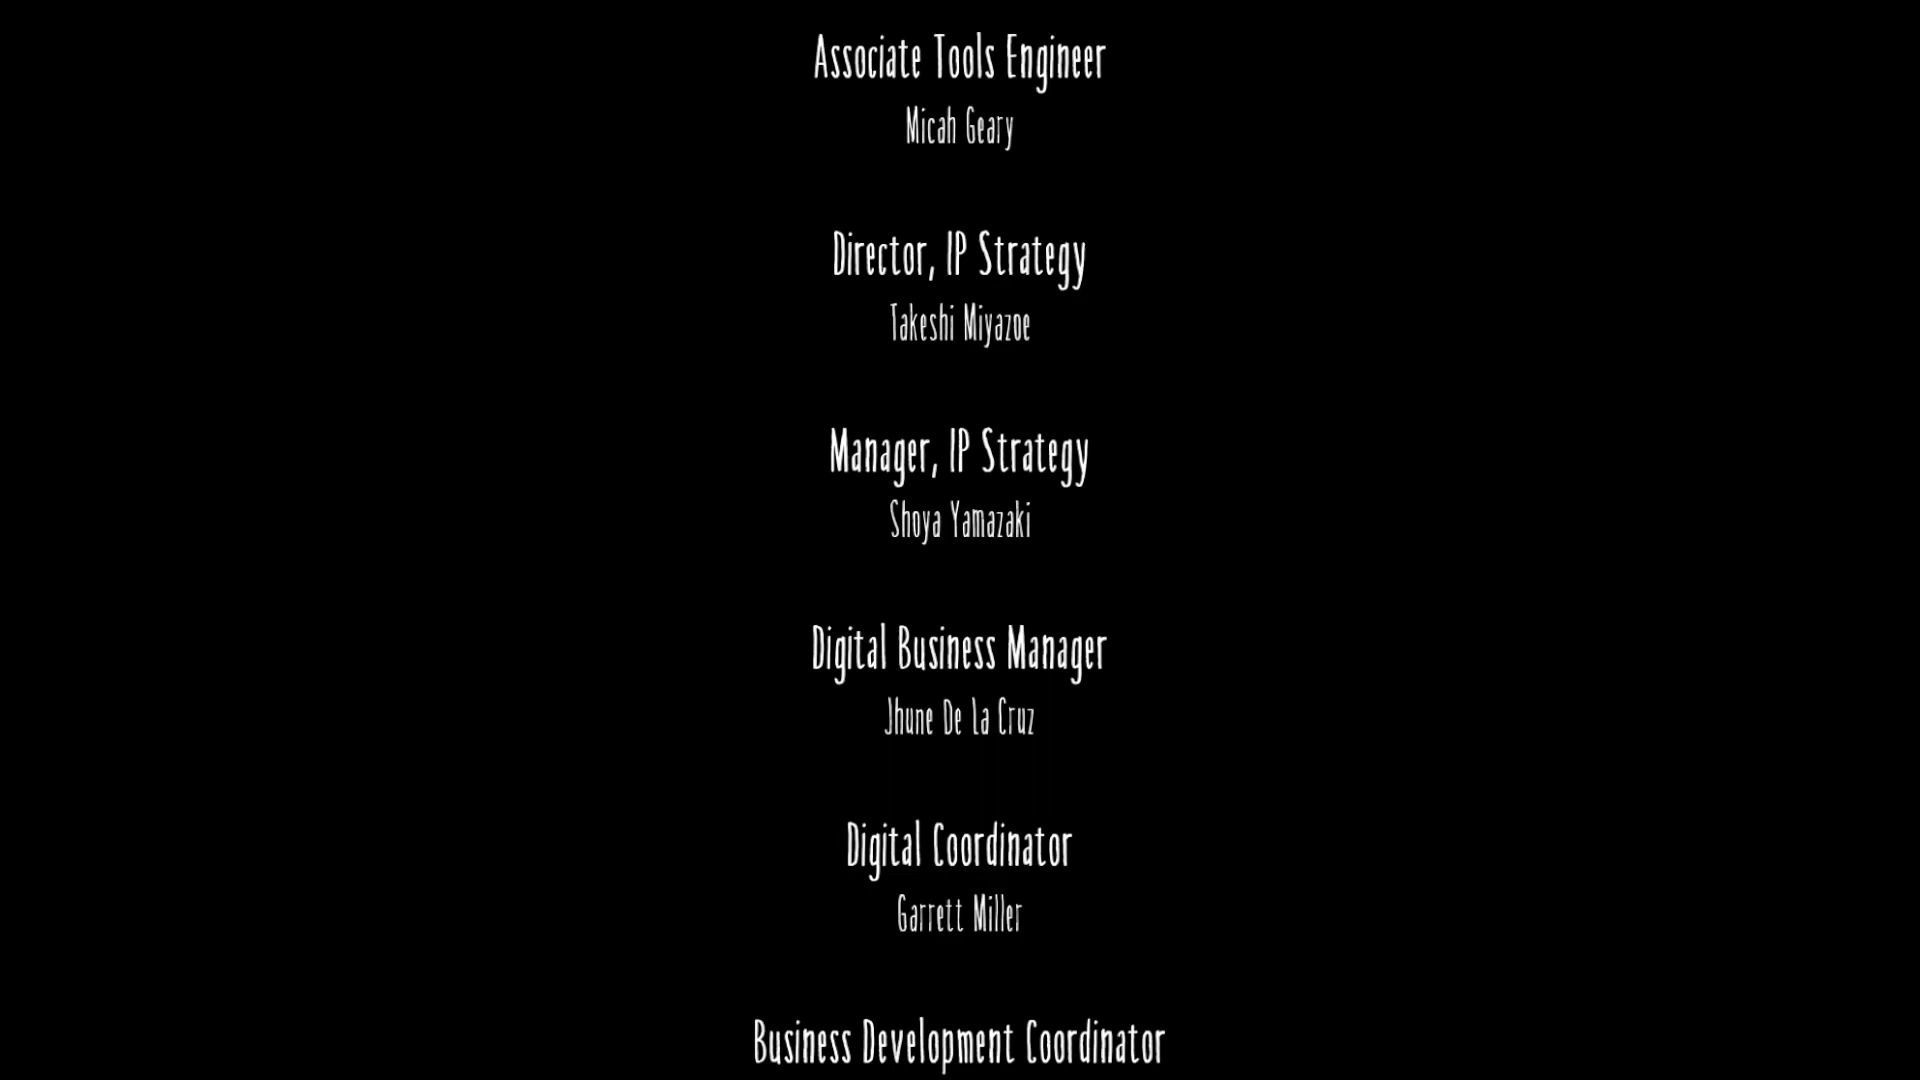 Associate Tools Engineer
Micah Geary
Director, IP Strategy
Takeshi Miyazoe
Manager, IP Strategy
Shoya Yamazaki
Digital Business Manager
Jhune De La Cruz
Digital Coordinator
Garrett Miller
Business Development Coordinator